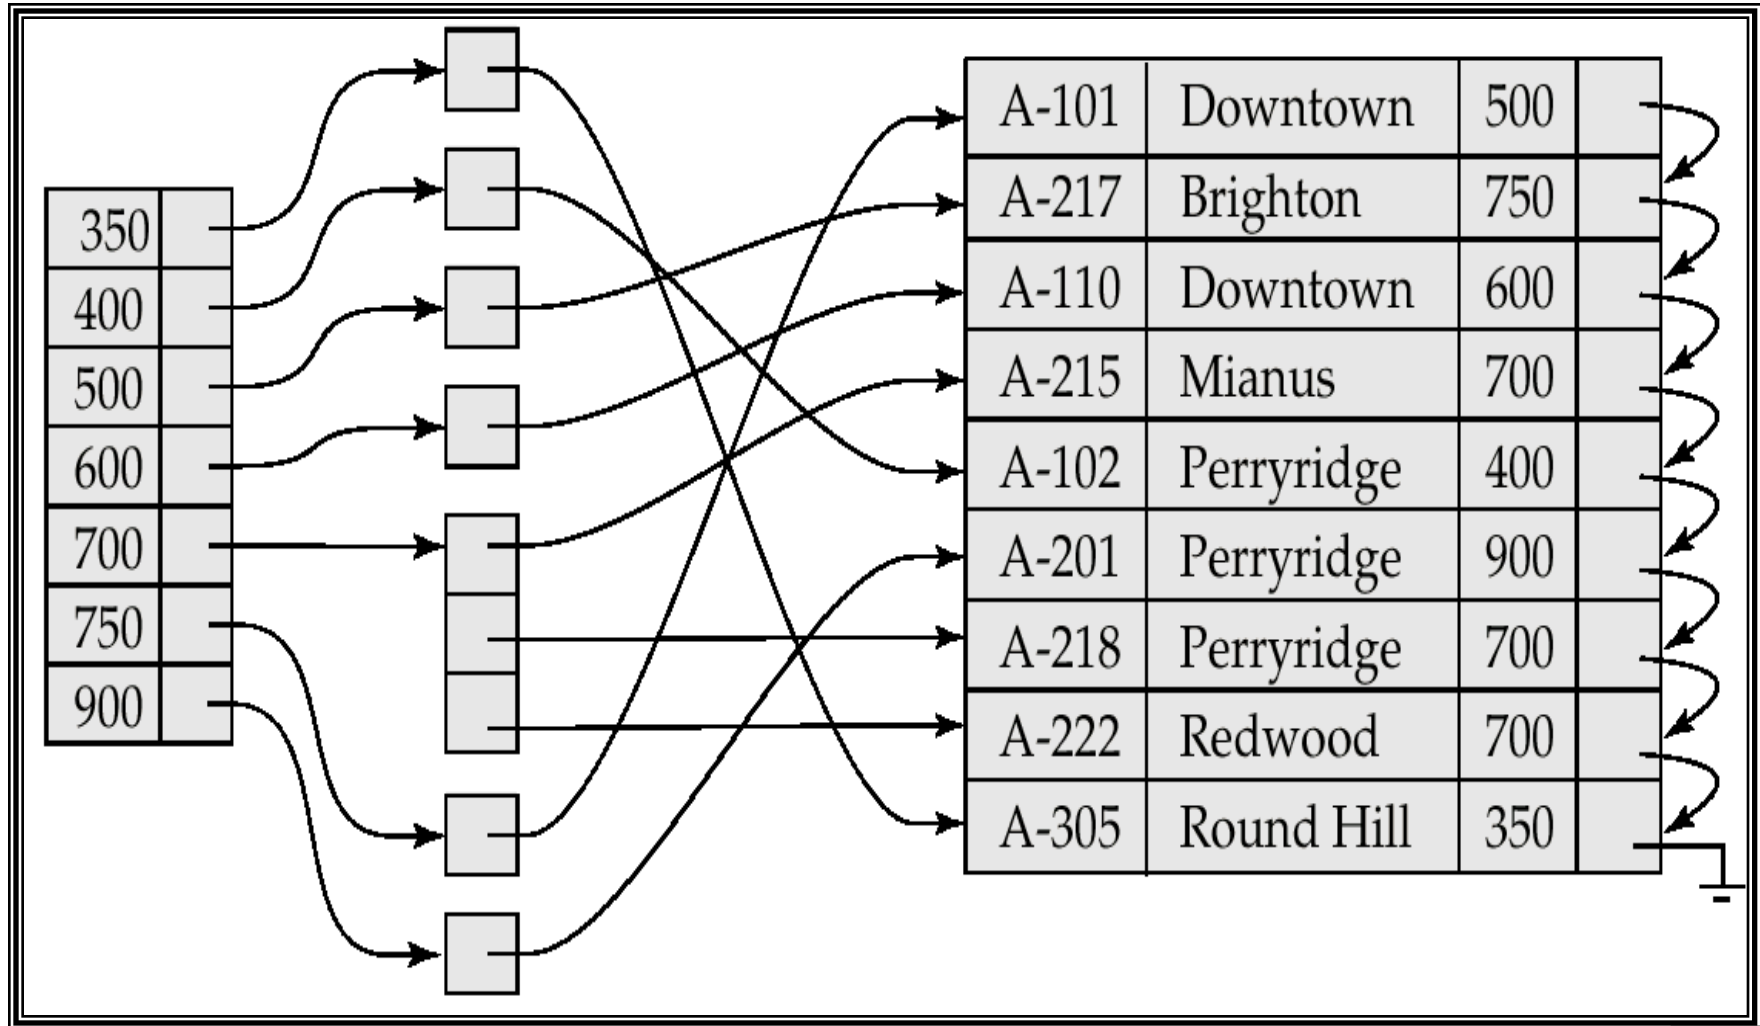 350
400
500
600
700
750
900
A-101 Downtown 500
A-217 Brighton 750
A-110 Downtown 600
A-215 Mianus 700
A-102 Perryridge 400
A-201 Perryridge 900
A-218 Perryridge 700
A-222 Redwood 700
A-305 Round Hill 350